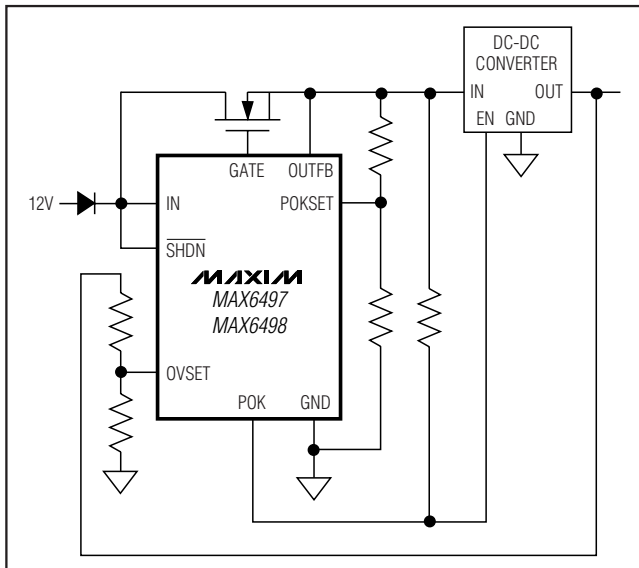 DC-DC
CONVERTER
IN OUT
EN GND
GATE OUTFB
POKSET
12V
IN
SHDN
MAXIM
MAX6497
MAX6498
OVSET
POK GND